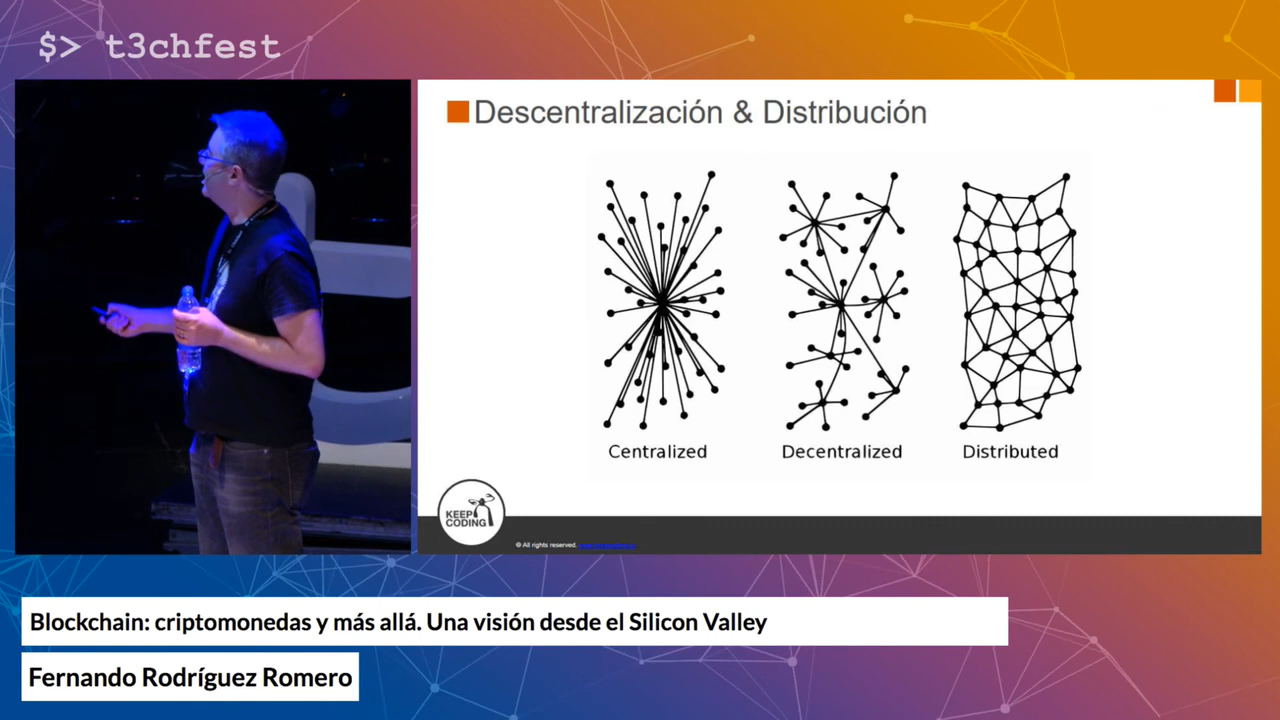 $> t3chfest
Descentralización & Distribución
Centralized
Decentralized
Distributed
KEEP
CODING
© All rights reserved.
Blockchain: criptomonedas y más allá. Una visión desde el Silicon Valley
Fernando Rodríguez Romero